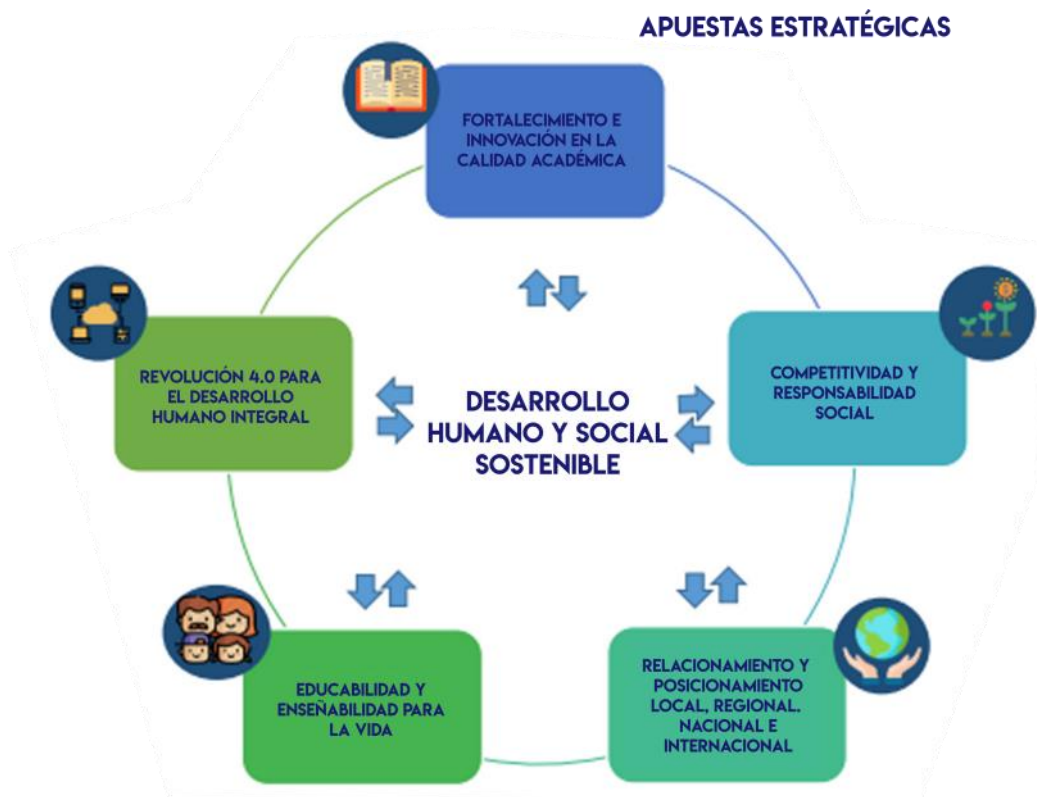 APUESTAS ESTRATÉGICAS
FORTALECIMIENTO E
INNOVACIÓN EN LA
CALIDAD ACADÉMICA
REVOLUCIÓN 4.0 PARA
EL DESARROLLO
HUMANO INTEGRAL
COMPETITIVIDAD Y
RESPONSABILIDAD
SOCIAL
DESARROLLO
HUMANO Y SOCIAL
SOSTENIBLE
EDUCABILIDAD Y
ENSEÑABILIDAD PARA
LA VIDA
RELACIONAMIENTO Y
POSICIONAMIENTO
LOCAL, REGIONAL,
NACIONAL E
INTERNACIONAL